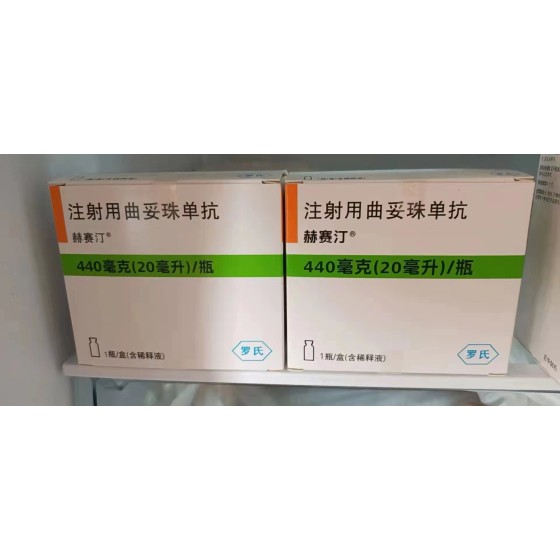 注射用曲妥珠单抗
赫赛汀®
440毫克(20毫升)/瓶
1瓶/盒(含稀释液)
罗氏
注射用曲妥珠单抗
赫赛汀®
440毫克(20毫升)/瓶
1瓶/盒(含稀释液)
罗氏